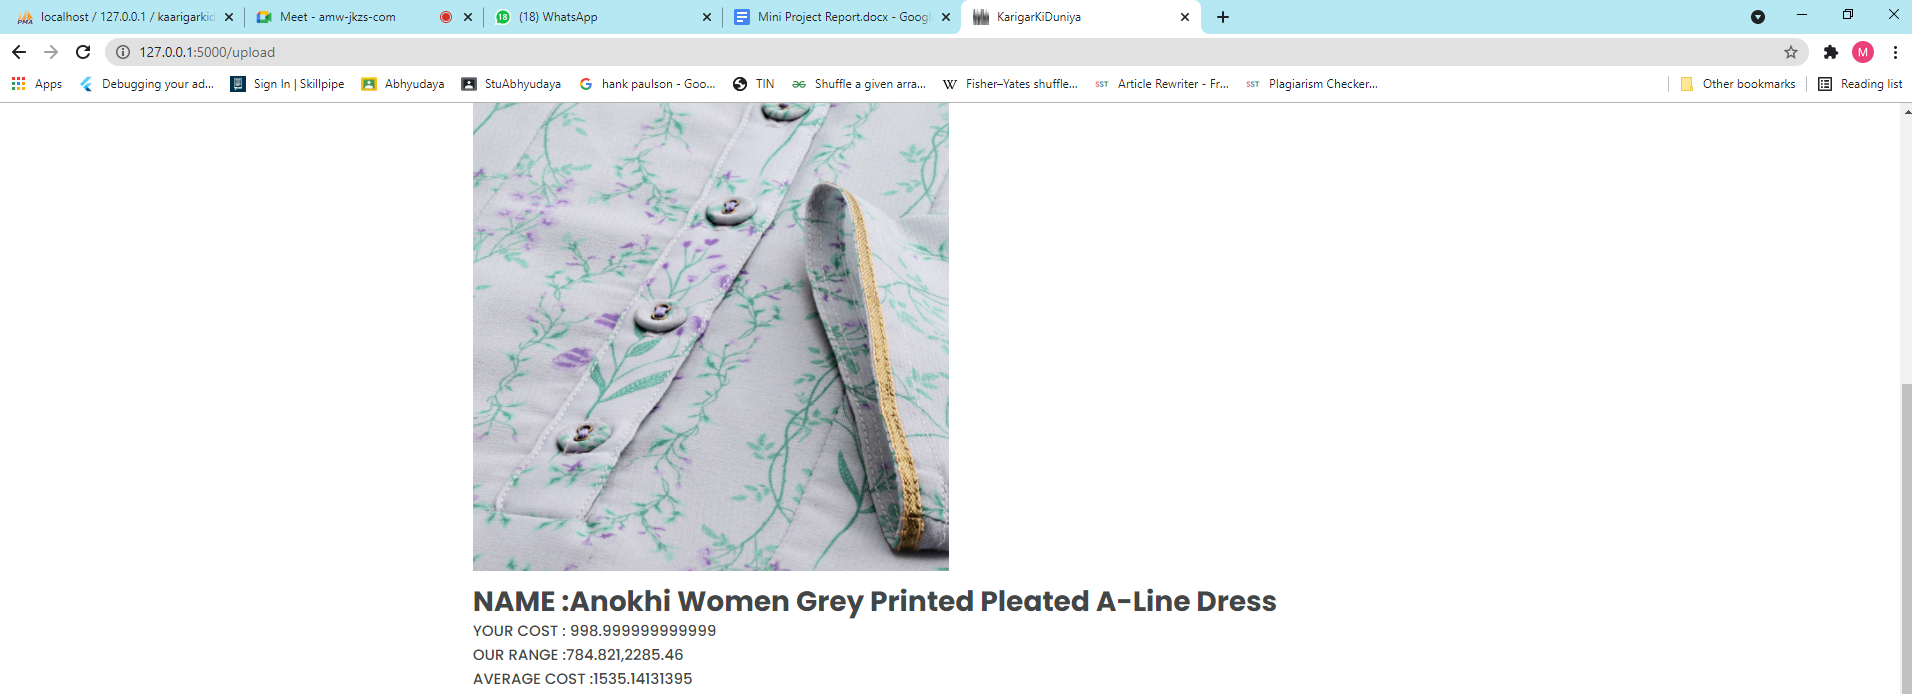 localhost / 127.0.0.1 / kaarigarkid
Meet - amw-jkzs-com
18 (18) WhatsApp
Mini Project Report.docx - Googl
KarigarKiDuniya
127.0.0.1:5000/upload
M
Apps
Debugging your ad...
Sign In | Skillpipe
Abhyudaya
StuAbhyudaya
hank paulson - Goo...
TIN
Shuffle a given arra...
W Fisher–Yates shuffle...
SST Article Rewriter - Fr...
SST Plagiarism Checker...
Other bookmarks
Reading list
NAME :Anokhi Women Grey Printed Pleated A-Line Dress
YOUR COST : 998.999999999999
OUR RANGE :784.821,2285.46
AVERAGE COST :1535.14131395